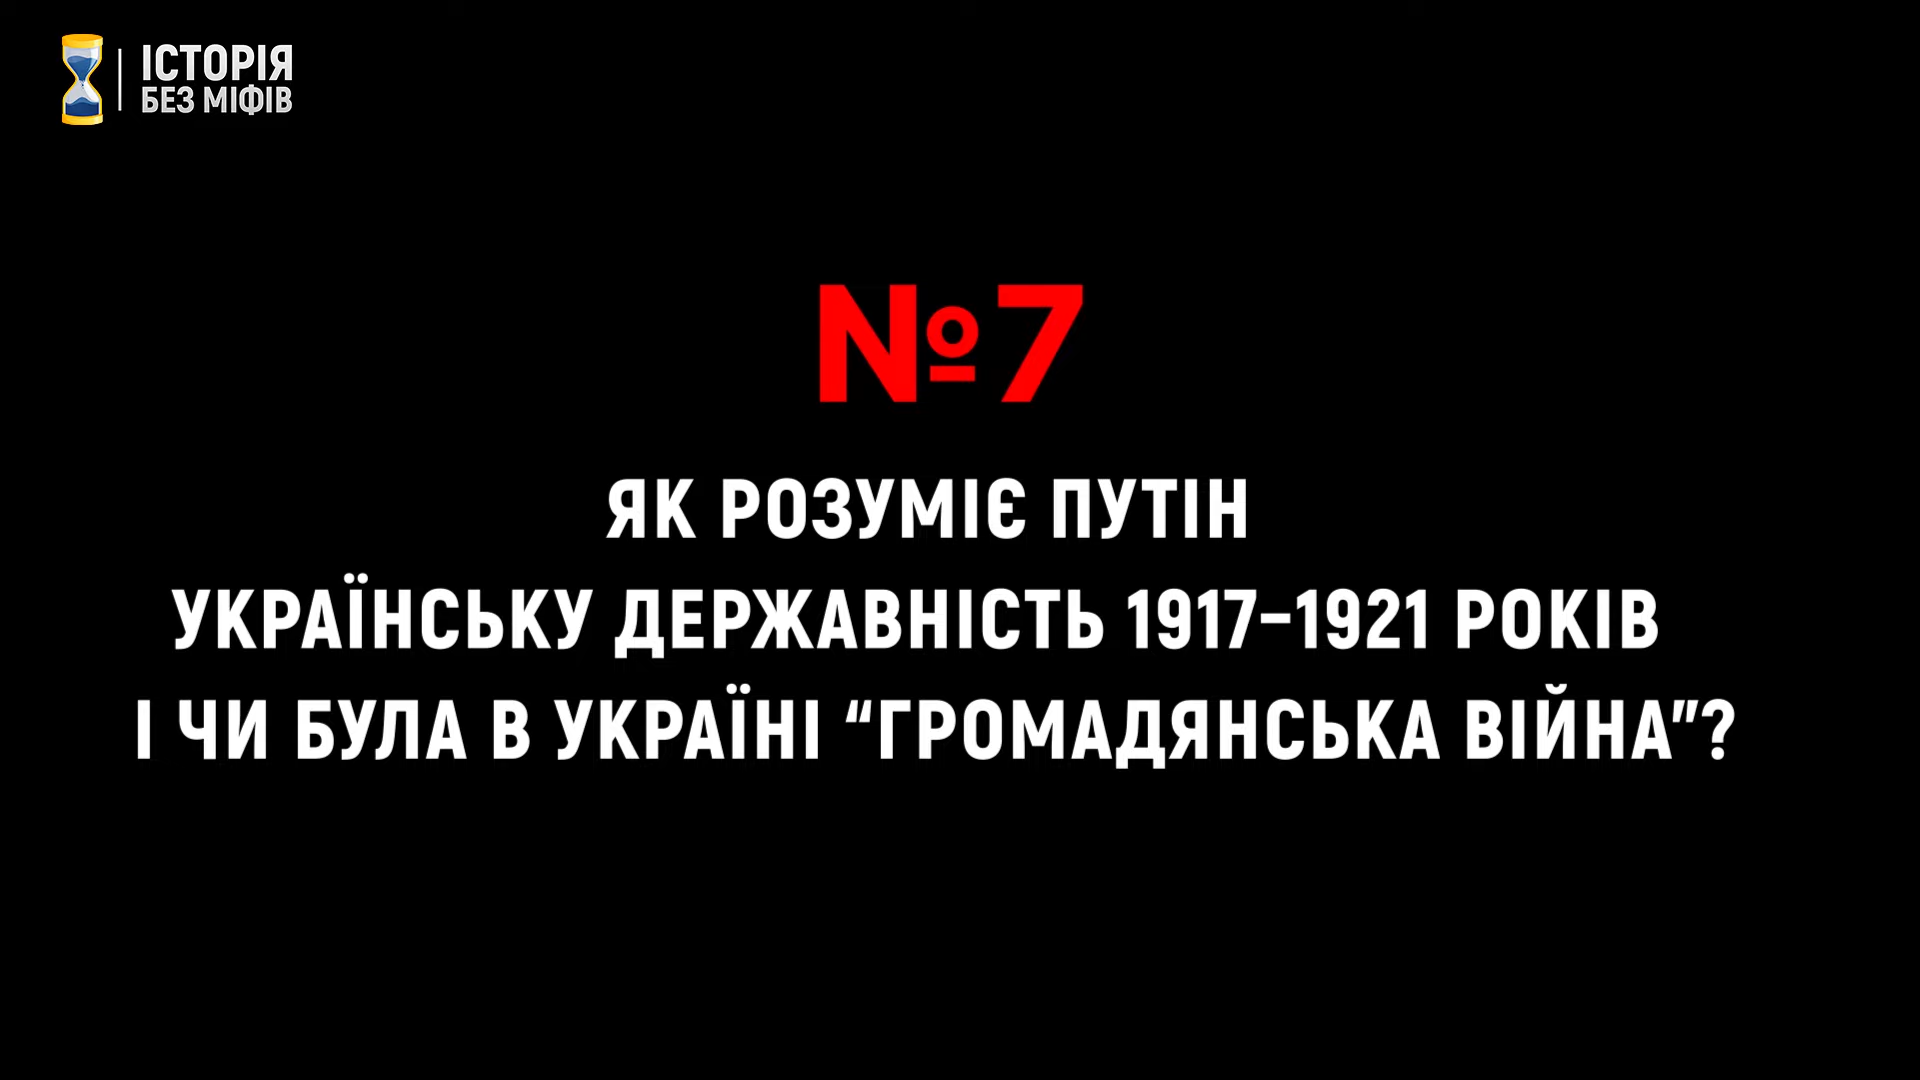 ІСТОРІЯ
БЕЗ МІФІВ
№7
ЯК РОЗУМІЄ ПУТІН
УКРАЇНСЬКУ ДЕРЖАВНІСТЬ 1917–1921 РОКІВ
І ЧИ БУЛА В УКРАЇНІ “ГРОМАДЯНСЬКА ВІЙНА”?